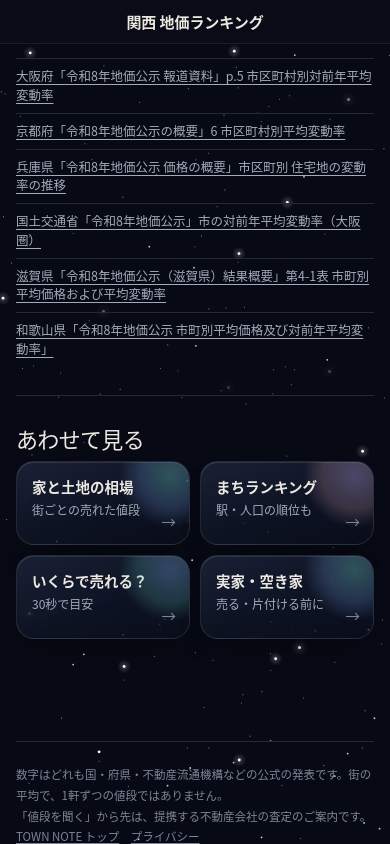 関西 地価ランキング
大阪府「令和8年地価公示 報道資料」p.5 市区町村別対前年平均
変動率
京都府「令和8年地価公示の概要」6 市区町村別平均変動率
兵庫県「令和8年地価公示 価格の概要」市区町別 住宅地の変動
率の推移
国土交通省「令和8年地価公示」市の対前年平均変動率（大阪
圏）
滋賀県「令和8年地価公示（滋賀県）結果概要」第4-1表 市町別
平均価格および平均変動率
和歌山県「令和8年地価公示 市町別平均価格及び対前年平均変
動率」
あわせて見る
家と土地の相場
街ごとの売れた値段
→
まちランキング
駅・人口の順位も
→
いくらで売れる？
30秒で目安
→
実家・空き家
売る・片付ける前に
→
数字はどれも国・府県・不動産流通機構などの公式の発表です。街の
平均で、1軒ずつの値段ではありません。
「値段を聞く」から先は、提携する不動産会社の査定のご案内です。
TOWN NOTE トップ　プライバシー